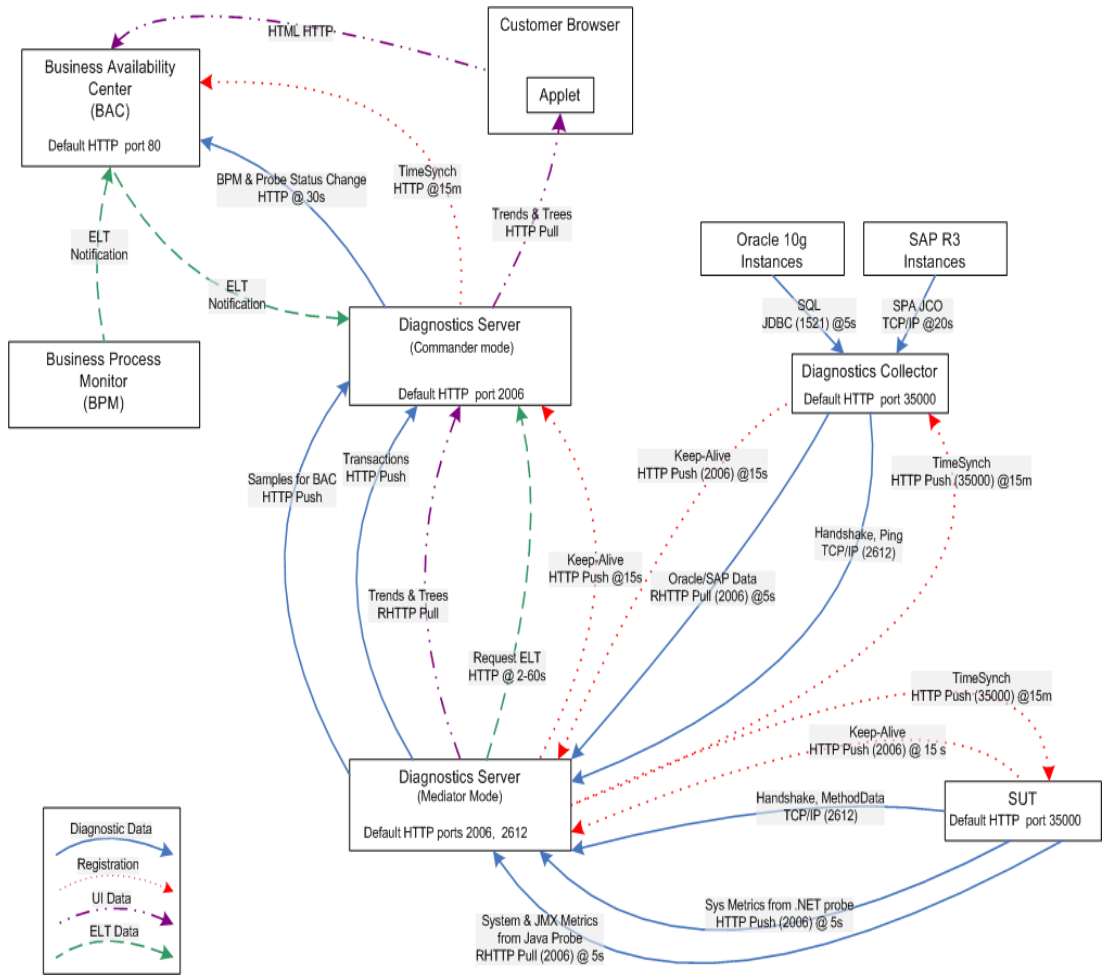 HTML HTTP
Customer Browser
Applet
Business Availability
Center
(BAC)
Default HTTP port 80
TimeSynch
HTTP @15m
BPM & Probe Status Change
HTTP @ 30s
Trends & Trees
HTTP Pull
ELT
Notification
ELT
Notification
Oracle 10g
Instances
SAP R3
Instances
SQL
JDBC (1521) @5s
SPA JCO
TCP/IP @20s
Business Process
Monitor
(BPM)
Diagnostics Server
(Commander mode)
Default HTTP port 2006
Diagnostics Collector
Default HTTP port 35000
Samples for BAC
HTTP Push
Transactions
HTTP Push
Keep-Alive
HTTP Push (2006) @15s
TimeSynch
HTTP Push (35000) @15m
Handshake, Ping
TCP/IP (2612)
Keep-Alive
HTTP Push @15s
Oracle/SAP Data
RHTTP Pull (2006) @5s
Trends & Trees
RHTTP Pull
Request ELT
HTTP @ 2-60s
TimeSynch
HTTP Push (35000) @15m
Keep-Alive
HTTP Push (2006) @ 15 s
Diagnostics Server
(Mediator Mode)
Default HTTP ports 2006, 2612
Handshake, MethodData
TCP/IP (2612)
SUT
Default HTTP port 35000
Sys Metrics from .NET probe
HTTP Push (2006) @ 5s
System & JMX Metrics
from Java Probe
RHTTP Pull (2006) @ 5s
Diagnostic Data
Registration
UI Data
ELT Data